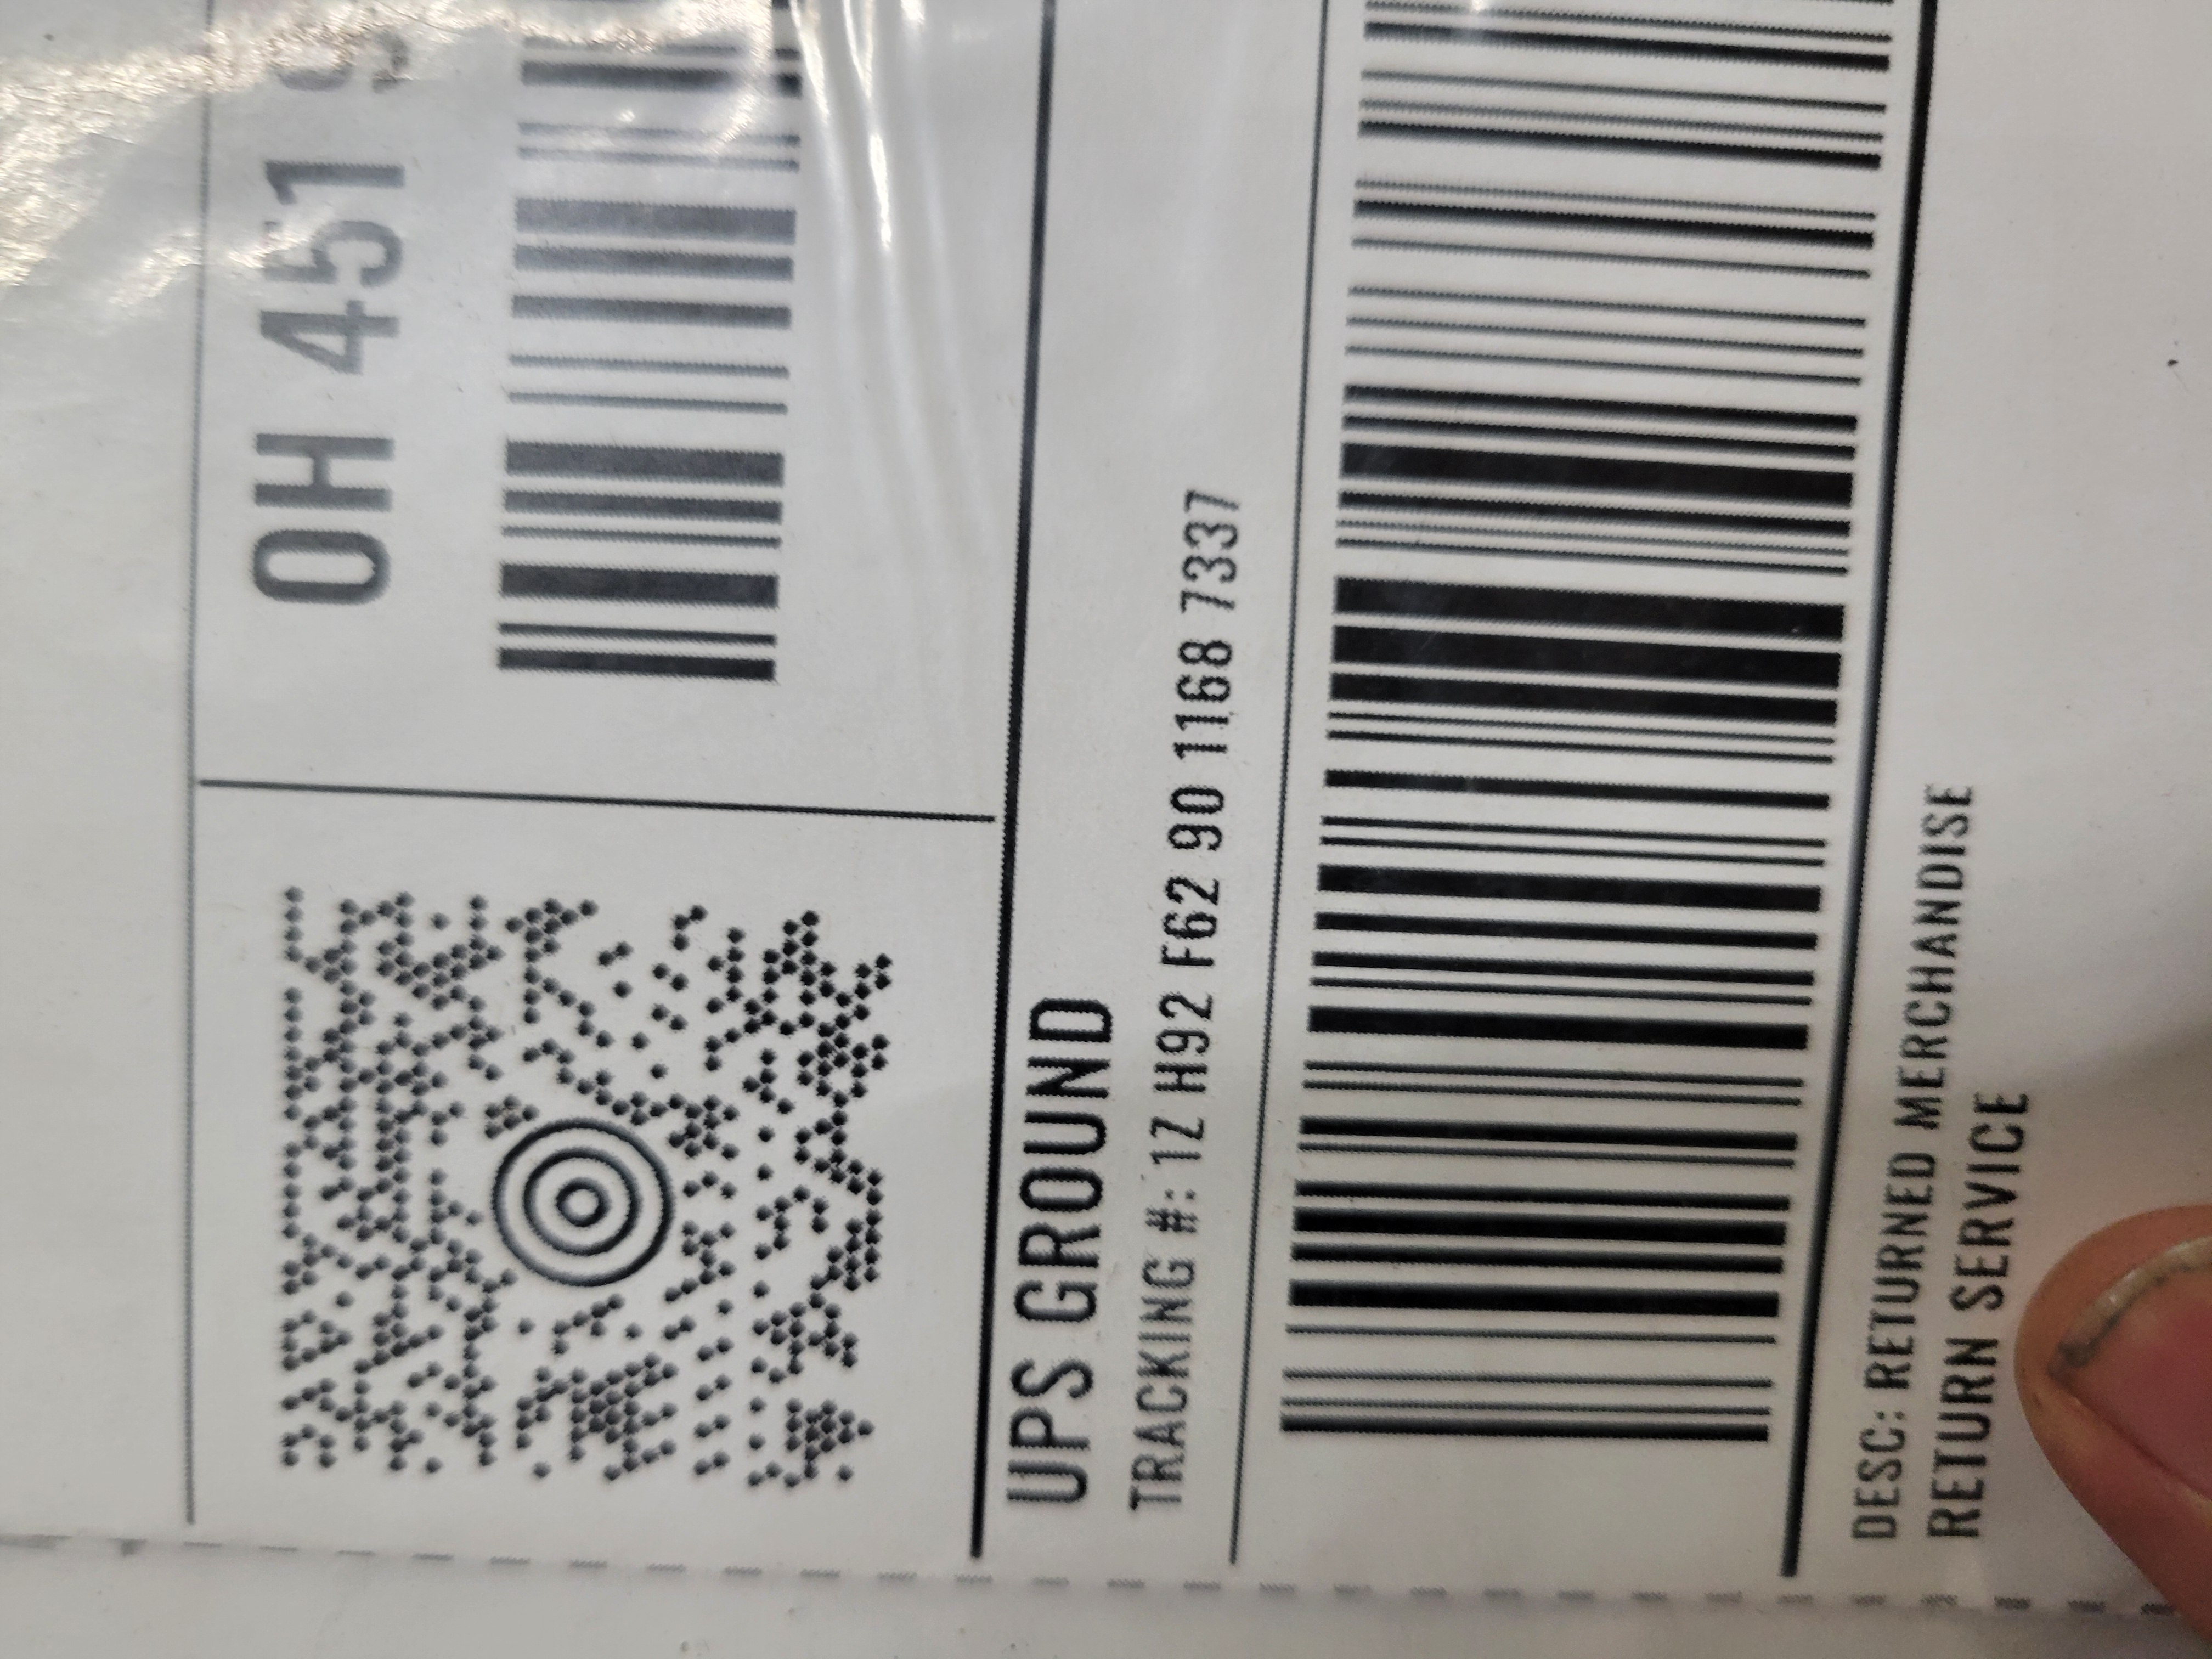 OH 451
UPS GROUND
TRACKING #: 1Z H92 F62 90 1168 7337
DESC: RETURNED MERCHANDISE
RETURN SERVICE